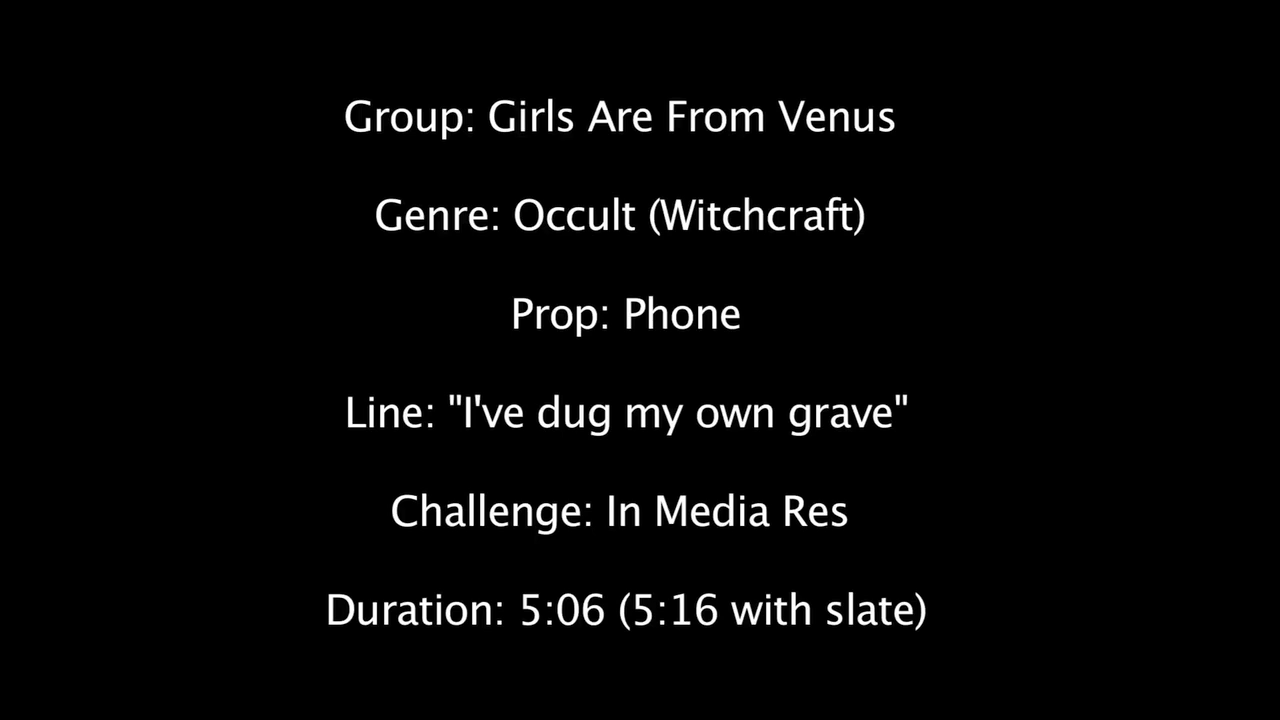 Group: Girls Are From Venus
Genre: Occult (Witchcraft)
Prop: Phone
Line: "I've dug my own grave"
Challenge: In Media Res
Duration: 5:06 (5:16 with slate)